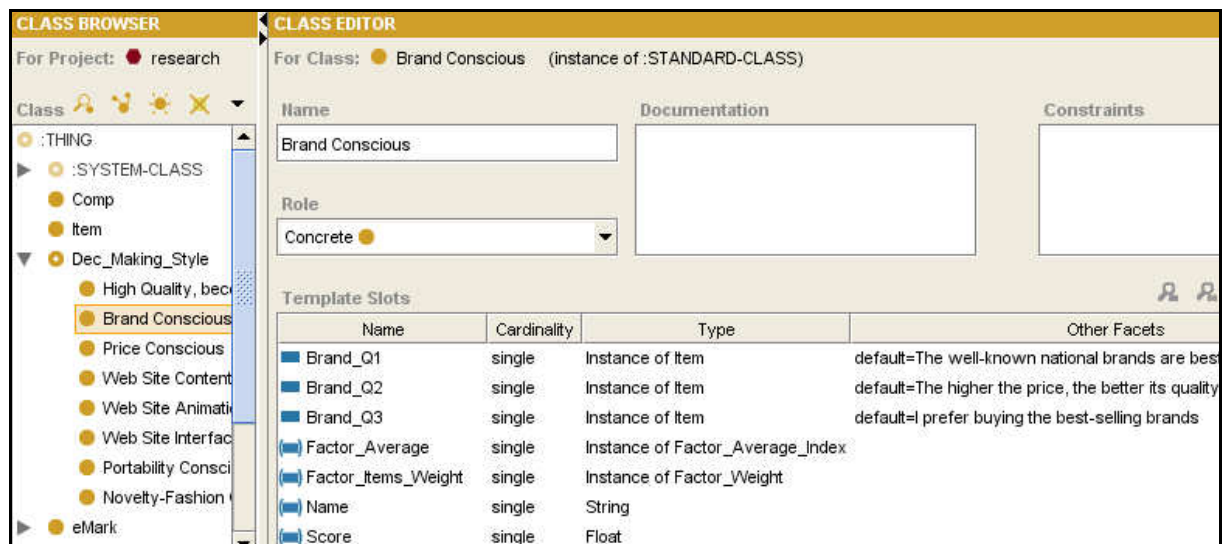 CLASS BROWSER
For Project: research
Class
:THING
:SYSTEM-CLASS
Comp
Item
Dec_Making_Style
High Quality, bec
Brand Conscious
Price Conscious
Web Site Content
Web Site Animati
Web Site Interfac
Portability Consci
Novelty-Fashion
eMark
CLASS EDITOR
For Class: Brand Conscious (instance of :STANDARD-CLASS)
Name Documentation Constraints
Brand Conscious
Role
Concrete
Template Slots
Name Cardinality Type Other Facets
Brand_Q1 single Instance of Item default=The well-known national brands are best
Brand_Q2 single Instance of Item default=The higher the price, the better its quality
Brand_Q3 single Instance of Item default=I prefer buying the best-selling brands
Factor_Average single Instance of Factor_Average_Index
Factor_Items_Weight single Instance of Factor_Weight
Name single String
Score single Float